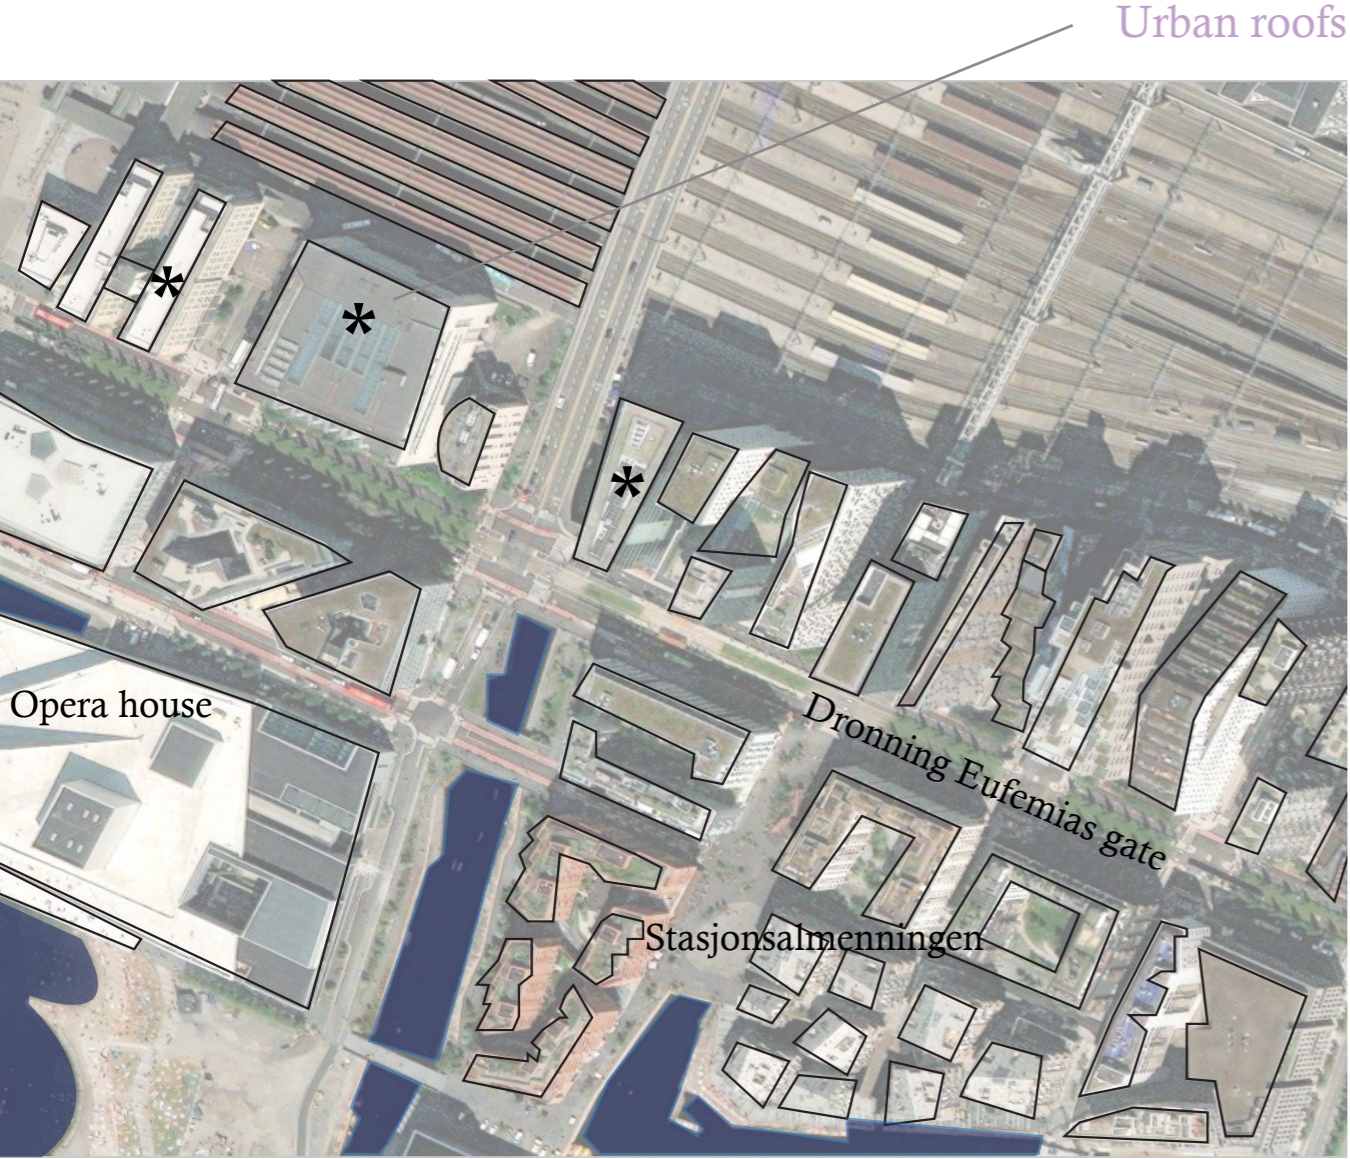 Urban roofs
*
*
*
Opera house
Dronning Eufemias gate
Stasjonsalmenningen